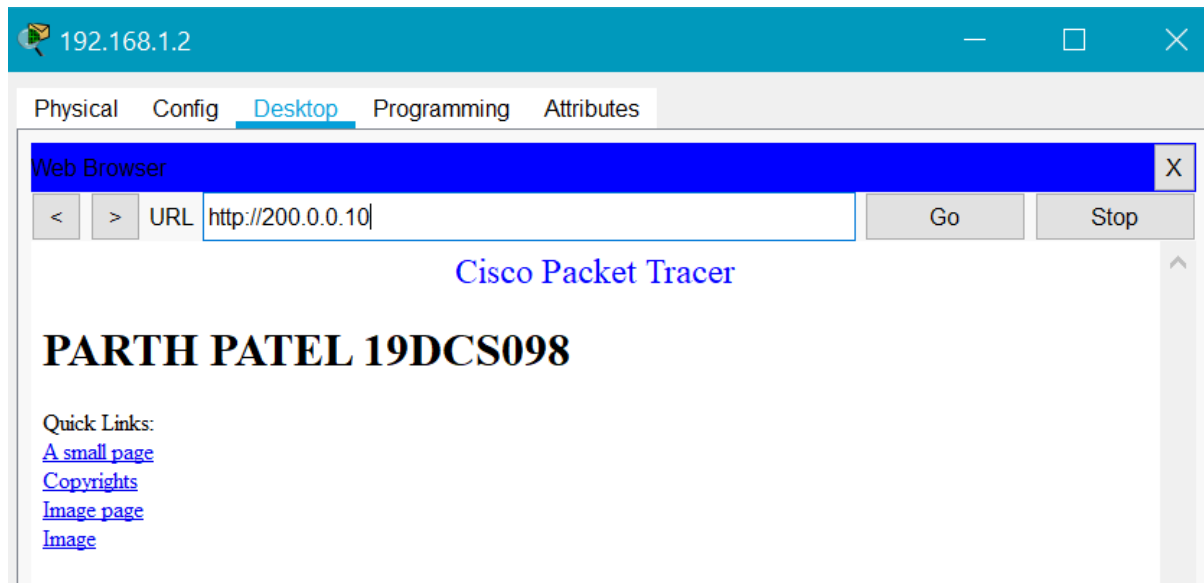 192.168.1.2
Physical Config Desktop Programming Attributes
Web Browser X
< > URL http://200.0.0.10 Go Stop
Cisco Packet Tracer
PARTH PATEL 19DCS098
Quick Links:
A small page
Copyrights
Image page
Image